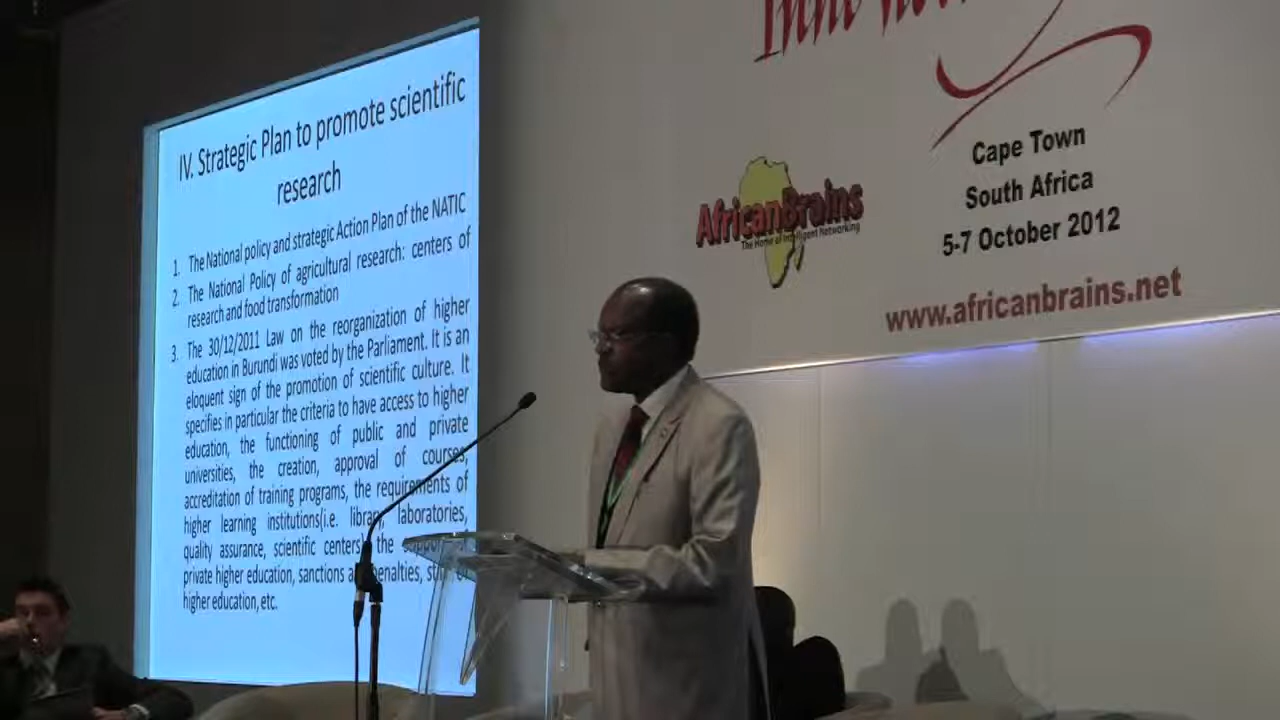 IV. Strategic Plan to promote scientific
research
1. The National policy and strategic Action Plan of the NATIC
2. The National Policy of agricultural research: centers of
research and food transformation
3. The 30/12/2011 Law on the reorganization of higher
education in Burundi was voted by the Parliament. It is an
eloquent sign of the promotion of scientific culture. It
specifies in particular the criteria to have access to higher
education, the functioning of public and private
universities, the creation, approval of courses,
accreditation of training programs, the requirements of
higher learning institutions(i.e. library, laboratories,
quality assurance, scientific centers) the
private higher education, sanctions penalties,
higher education, etc.
AfricanBrains
The Home of Intelligent Networking
Cape Town
South Africa
5-7 October 2012
www.africanbrains.net